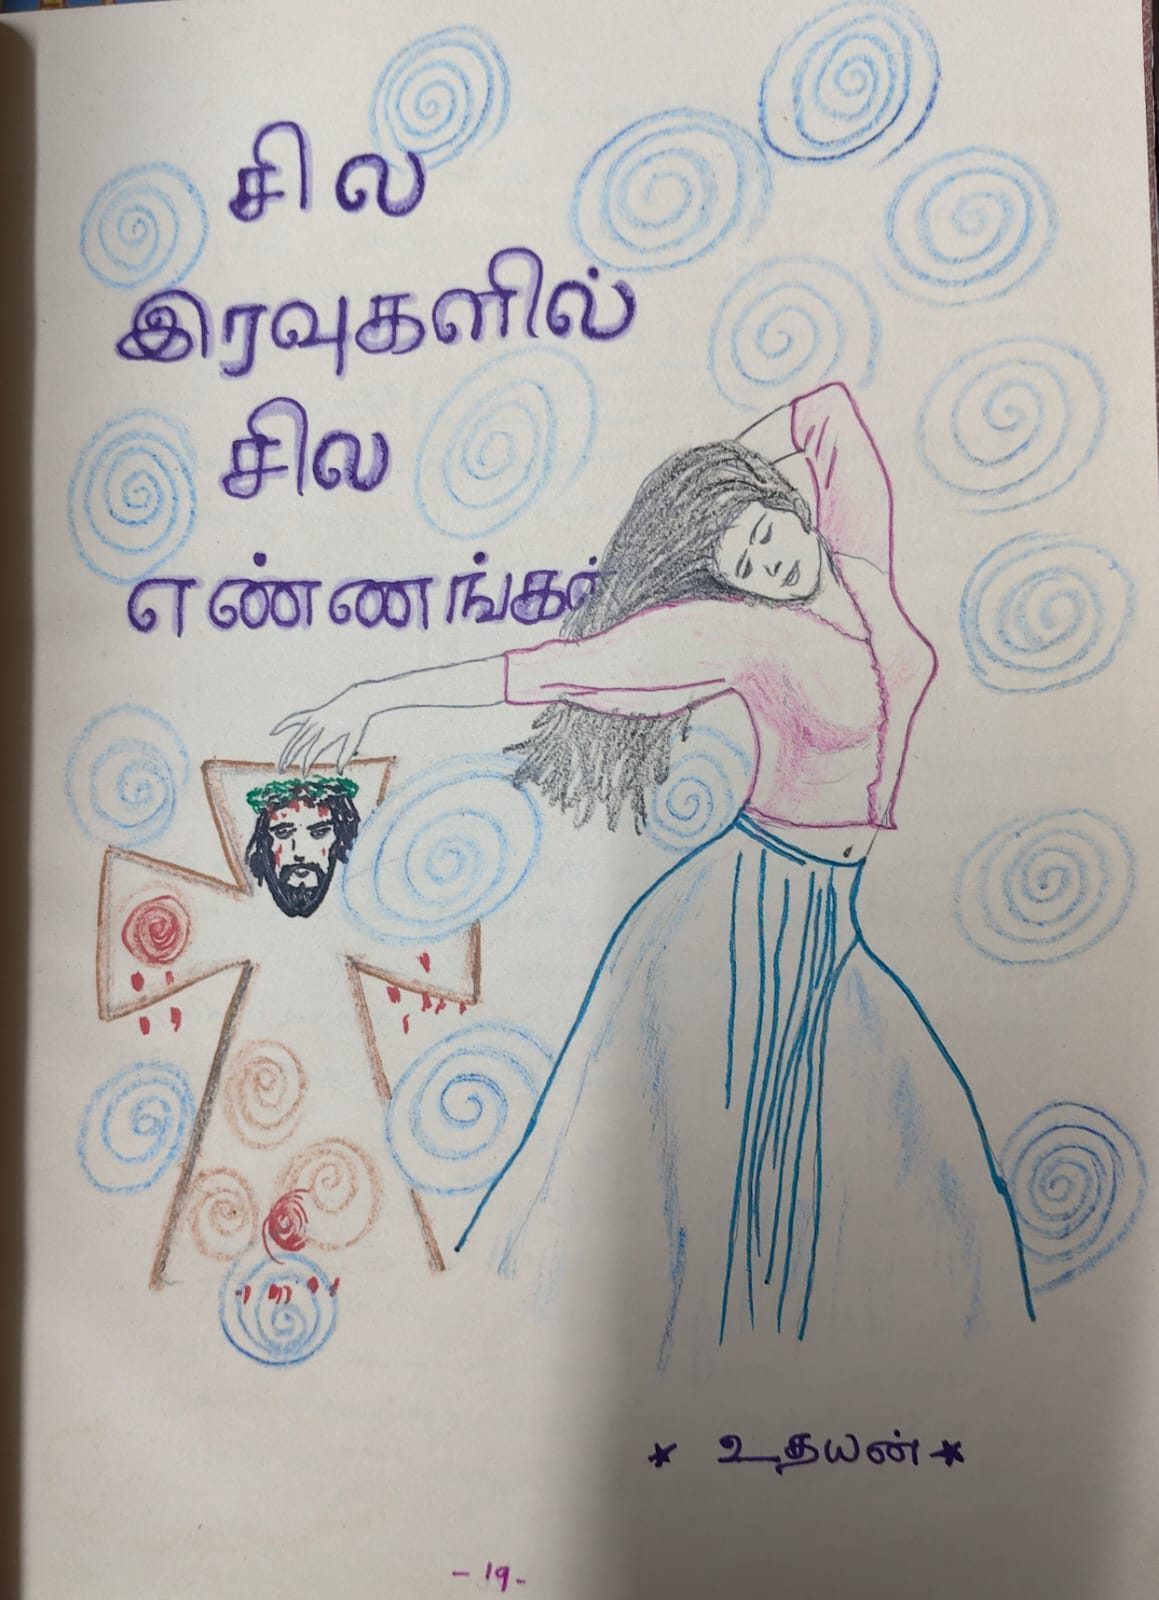 சில
இரவுகளில்
சில
எண்ணங்கள்
* உதயன் *
- 19 -